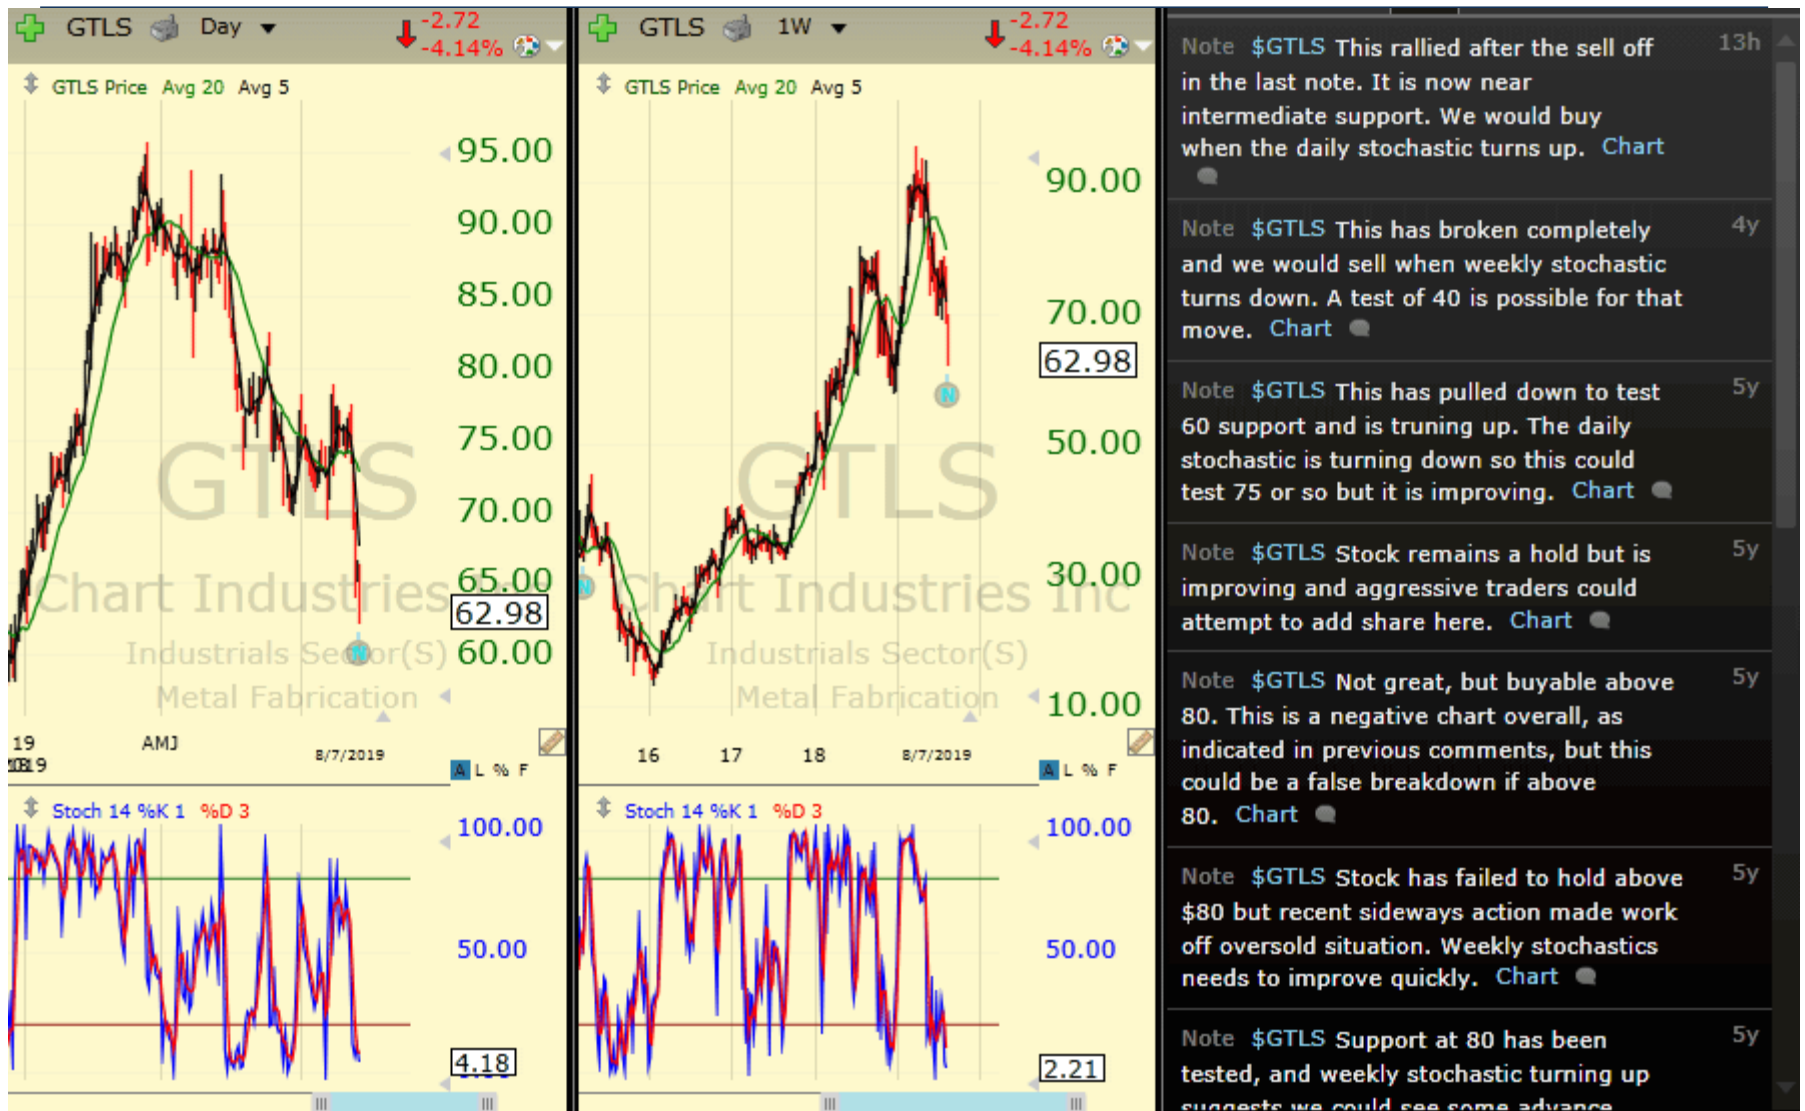 GTLS Day
-2.72
-4.14%
GTLS Price Avg 20 Avg 5
95.00
90.00
85.00
80.00
75.00
70.00
65.00
62.98
60.00
GTLS
Chart Industries Inc
Industrials Sector(S)
Metal Fabrication
N
19 AMJ 8/7/2019
A L % F
Stoch 14 %K 1 %D 3
100.00
50.00
4.18
GTLS 1W
-2.72
-4.14%
GTLS Price Avg 20 Avg 5
90.00
70.00
62.98
50.00
30.00
10.00
GTLS
Chart Industries Inc
Industrials Sector(S)
Metal Fabrication
N
N
16 17 18 8/7/2019
A L % F
Stoch 14 %K 1 %D 3
100.00
50.00
2.21
Note $GTLS This rallied after the sell off 13h
in the last note. It is now near
intermediate support. We would buy
when the daily stochastic turns up. Chart
Note $GTLS This has broken completely 4y
and we would sell when weekly stochastic
turns down. A test of 40 is possible for that
move. Chart
Note $GTLS This has pulled down to test 5y
60 support and is truning up. The daily
stochastic is turning down so this could
test 75 or so but it is improving. Chart
Note $GTLS Stock remains a hold but is 5y
improving and aggressive traders could
attempt to add share here. Chart
Note $GTLS Not great, but buyable above 5y
80. This is a negative chart overall, as
indicated in previous comments, but this
could be a false breakdown if above
80. Chart
Note $GTLS Stock has failed to hold above 5y
$80 but recent sideways action made work
off oversold situation. Weekly stochastics
needs to improve quickly. Chart
Note $GTLS Support at 80 has been 5y
tested, and weekly stochastic turning up
suggests we could see some advance